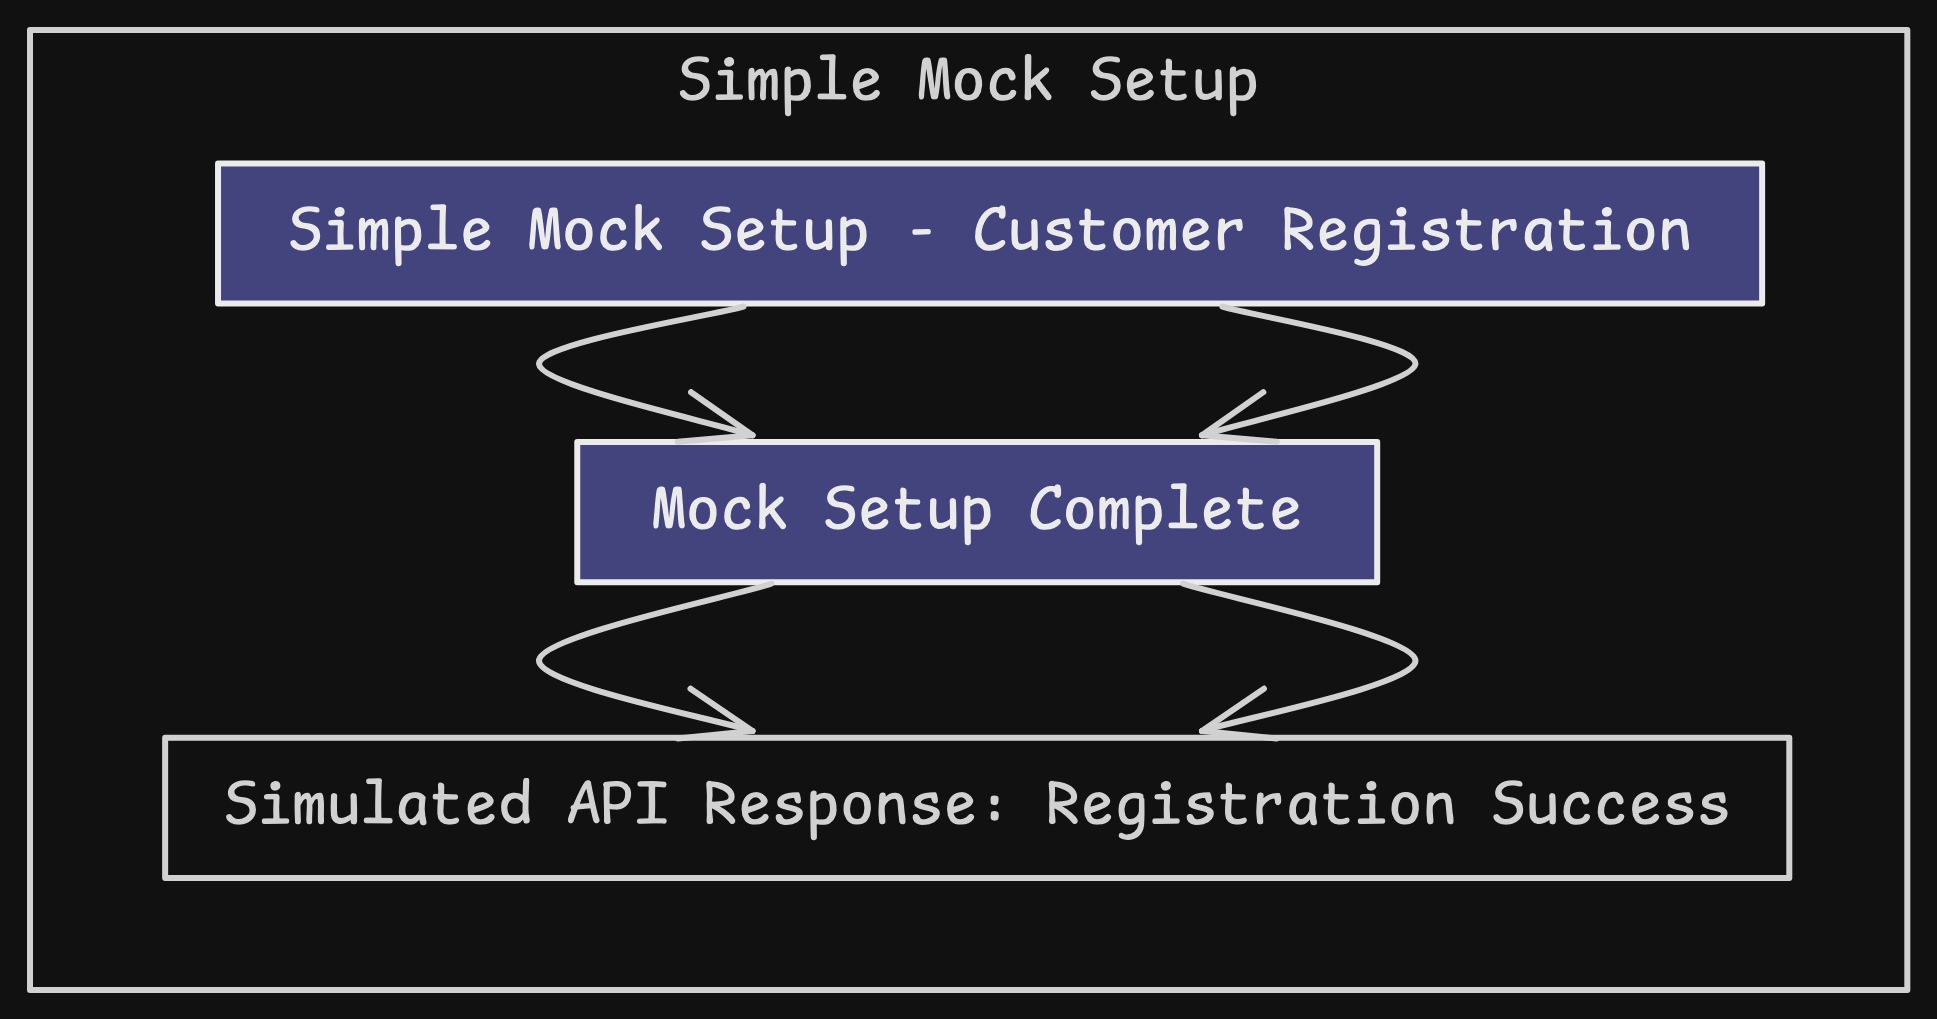 Simple Mock Setup
Simple Mock Setup - Customer Registration
Mock Setup Complete
Simulated API Response: Registration Success